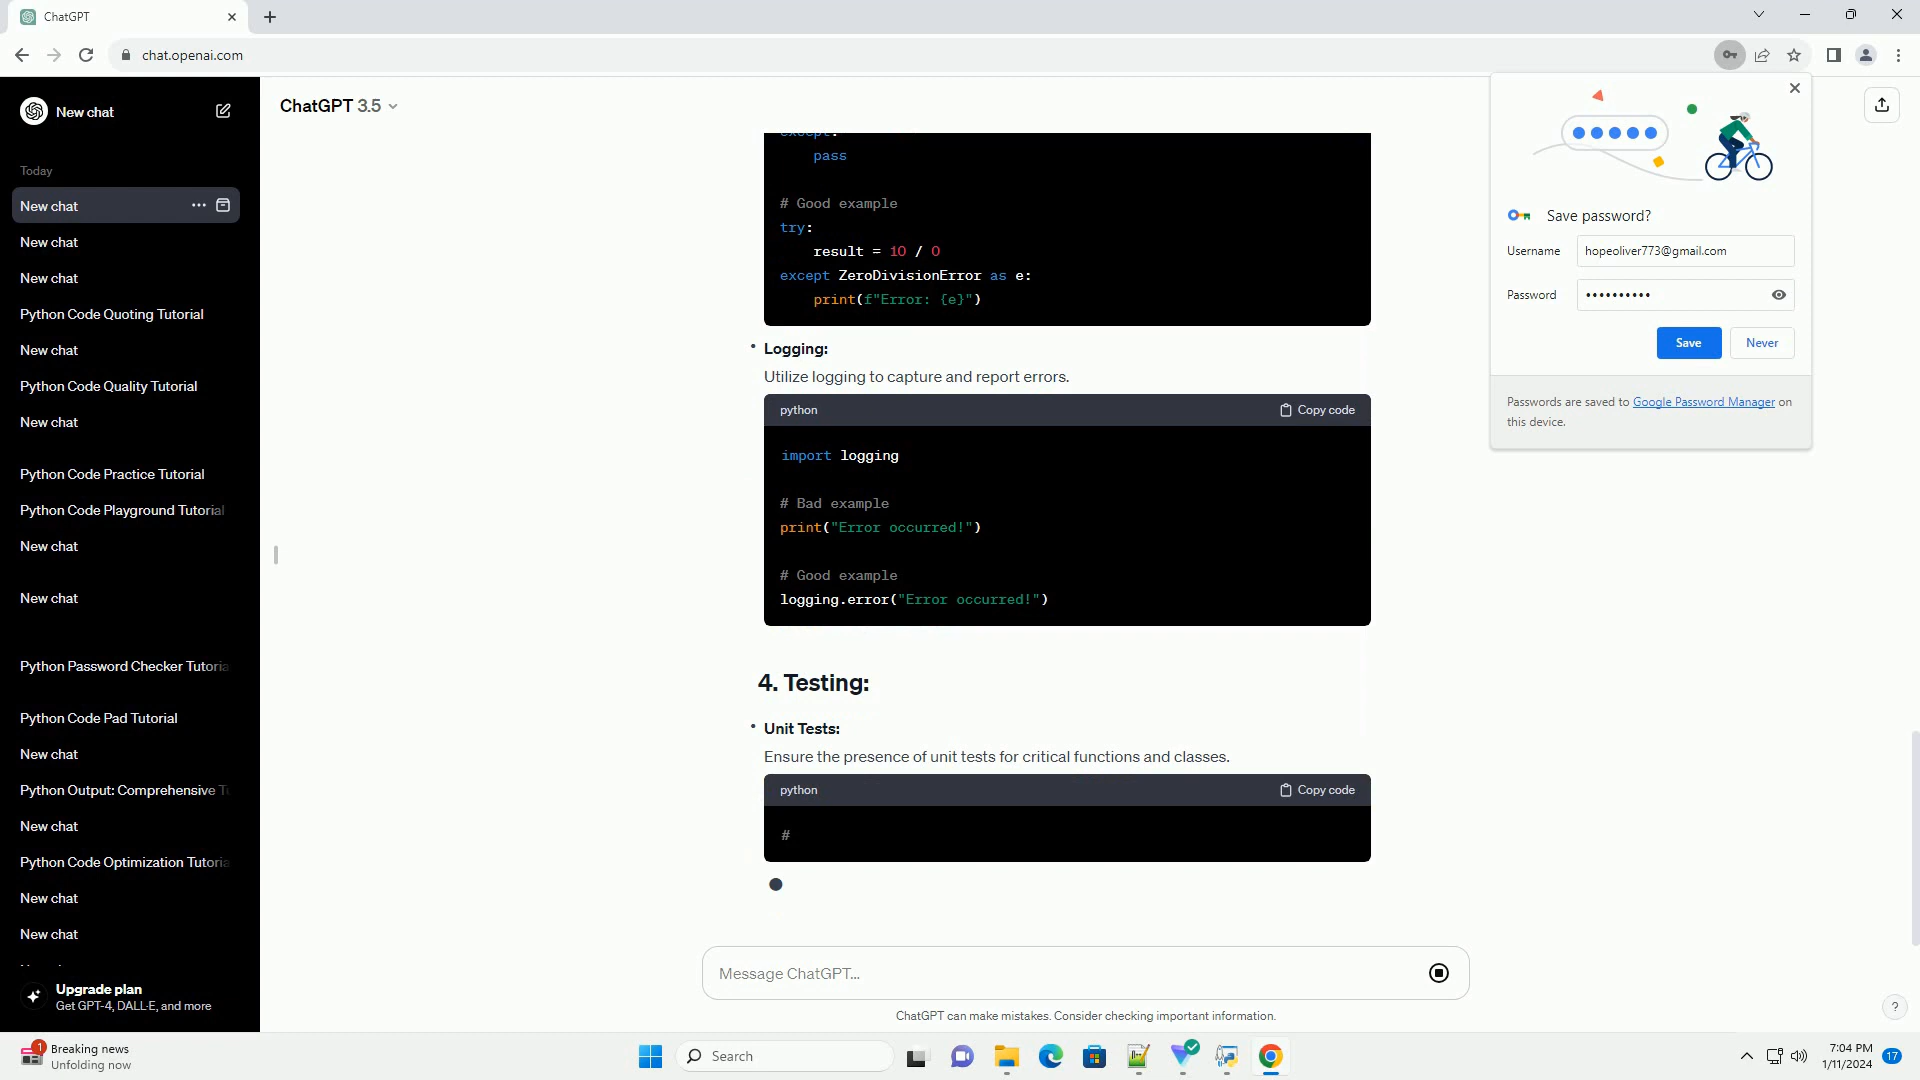 ChatGPT
chat.openai.com
New chat
Today
New chat
New chat
New chat
Python Code Quoting Tutorial
New chat
Python Code Quality Tutorial
New chat
Python Code Practice Tutorial
Python Code Playground Tutorial
New chat
New chat
Python Password Checker Tutoria
Python Code Pad Tutorial
New chat
Python Output: Comprehensive Tu
New chat
Python Code Optimization Tutoria
New chat
New chat
Upgrade plan
Get GPT-4, DALL·E, and more
ChatGPT 3.5
except:
pass
# Good example
try:
result = 10 / 0
except ZeroDivisionError as e:
print(f"Error: {e}")
• Logging:
Utilize logging to capture and report errors.
python Copy code
import logging
# Bad example
print("Error occurred!")
# Good example
logging.error("Error occurred!")
4. Testing:
• Unit Tests:
Ensure the presence of unit tests for critical functions and classes.
python Copy code
#
Message ChatGPT...
ChatGPT can make mistakes. Consider checking important information.
?
Save password?
Username hopeoliver773@gmail.com
Password ••••••••••
Save Never
Passwords are saved to Google Password Manager on
this device.
1
Breaking news
Unfolding now
Search
7:04 PM
1/11/2024
17